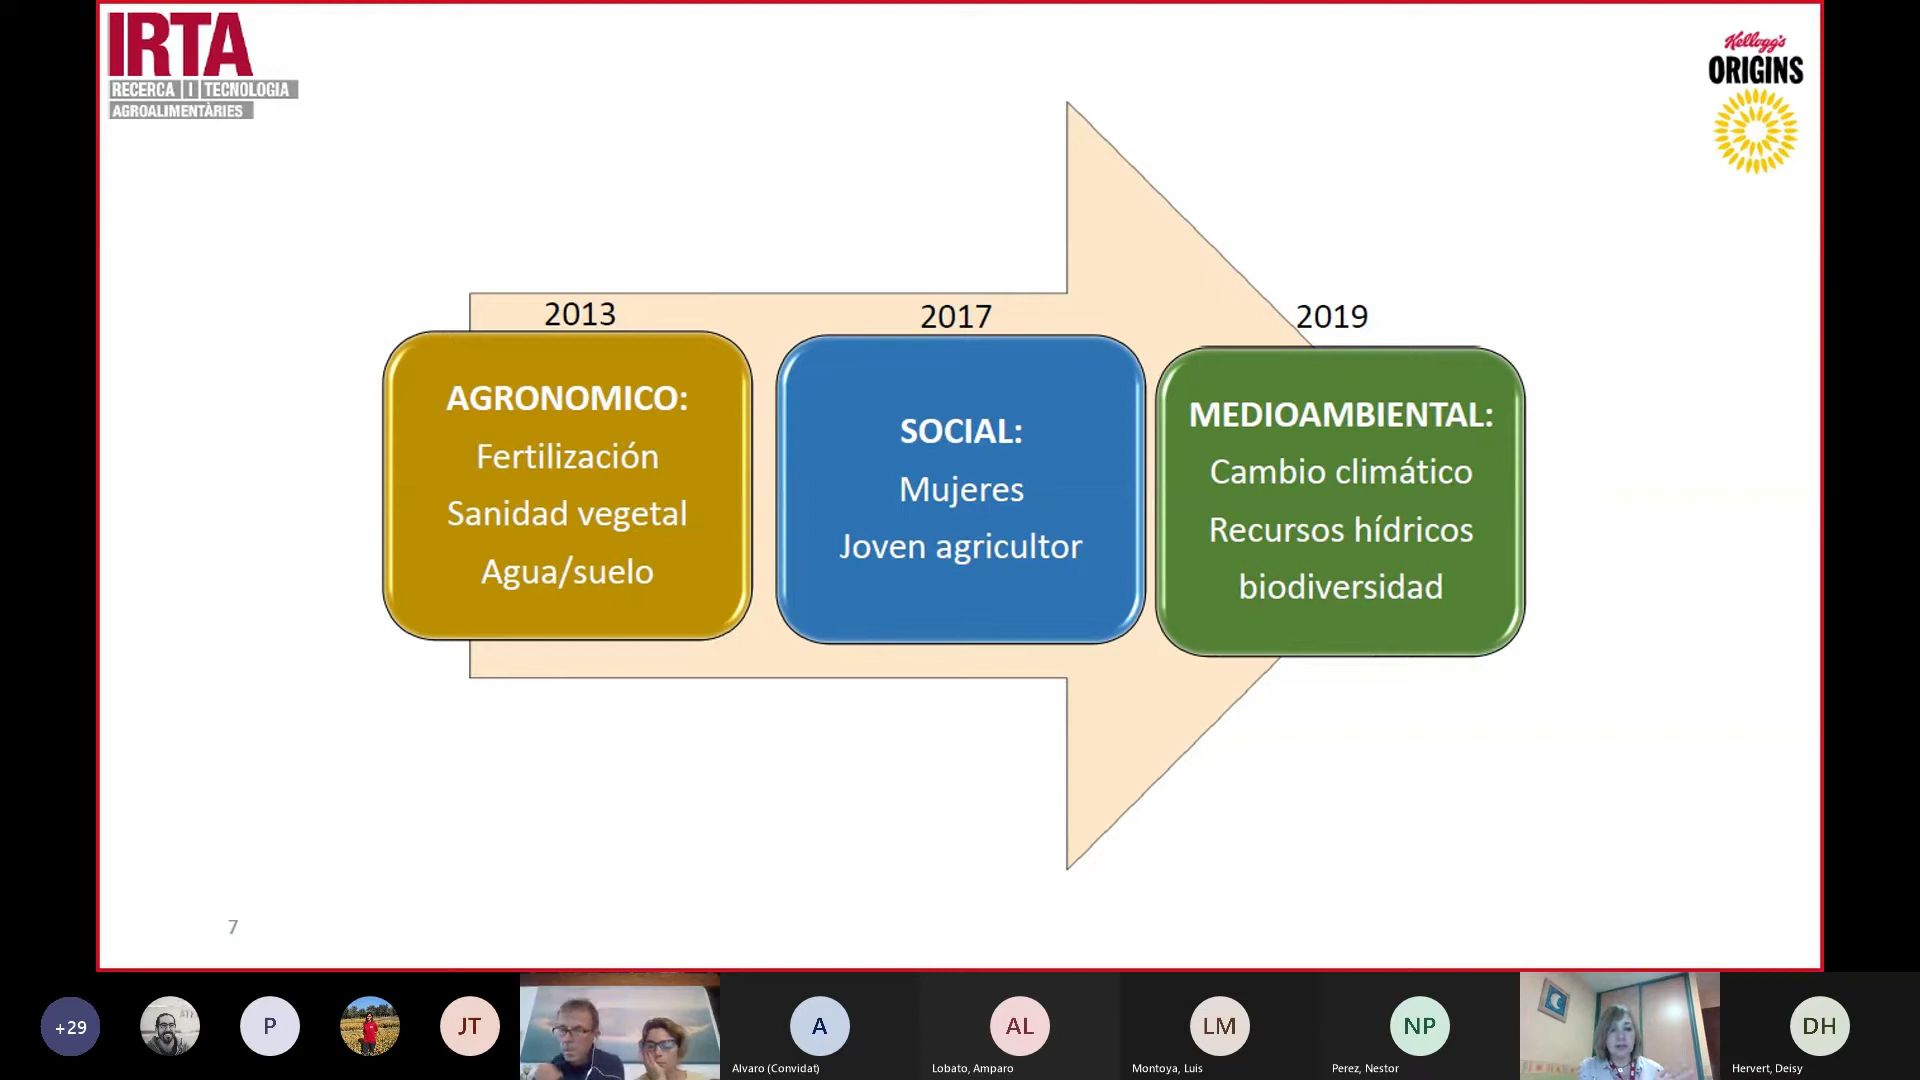 IRTA
RECERCA I TECNOLOGIA
AGROALIMENTÀRIES
Kellogg's
ORIGINS
2013
2017
2019
AGRONOMICO:
Fertilización
Sanidad vegetal
Agua/suelo
SOCIAL:
Mujeres
Joven agricultor
MEDIOAMBIENTAL:
Cambio climático
Recursos hídricos
biodiversidad
7
+29
P
JT
A
Alvaro (Convidat)
AL
Lobato, Amparo
LM
Montoya, Luis
NP
Perez, Nestor
DH
Hervert, Deisy